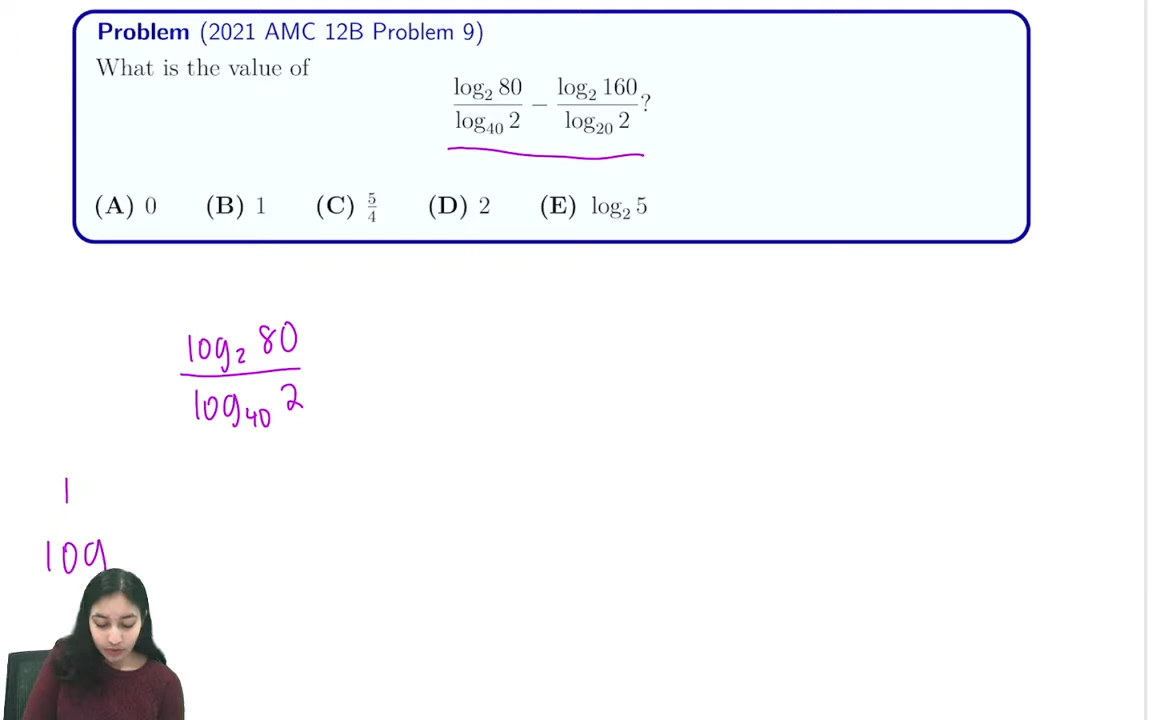 Problem (2021 AMC 12B Problem 9)
What is the value of
log₂ 80 / log₄₀ 2 − log₂ 160 / log₂₀ 2 ?
(A) 0 (B) 1 (C) 5/4 (D) 2 (E) log₂ 5
log₂ 80
log₄₀ 2
1
log